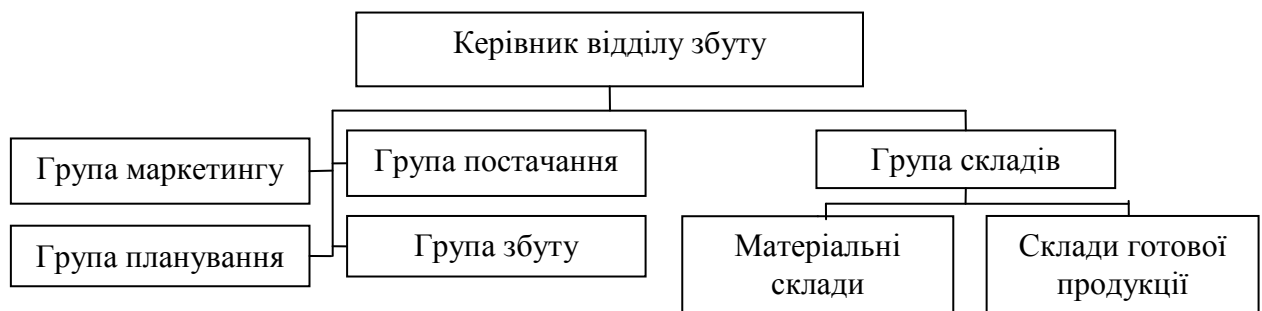 Керівник відділу збуту
Група маркетингу
Група постачання
Група складів
Група планування
Група збуту
Матеріальні
склади
Склади готової
продукції